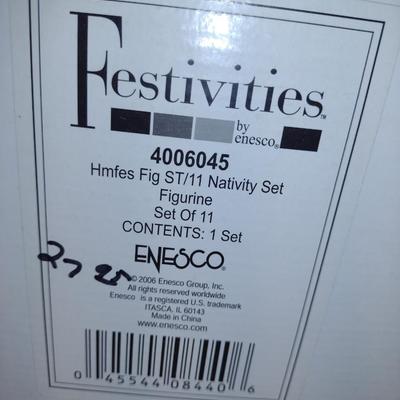 Festivities™
by
enesco®
4006045
Hmfes Fig ST/11 Nativity Set
Figurine
Set Of 11
CONTENTS: 1 Set
ENESCO®
©2006 Enesco Group, Inc.
All rights reserved worldwide
Enesco is a registered U.S. trademark
ITASCA, IL 60143
Made in China
www.enesco.com
0 45544 08440 6